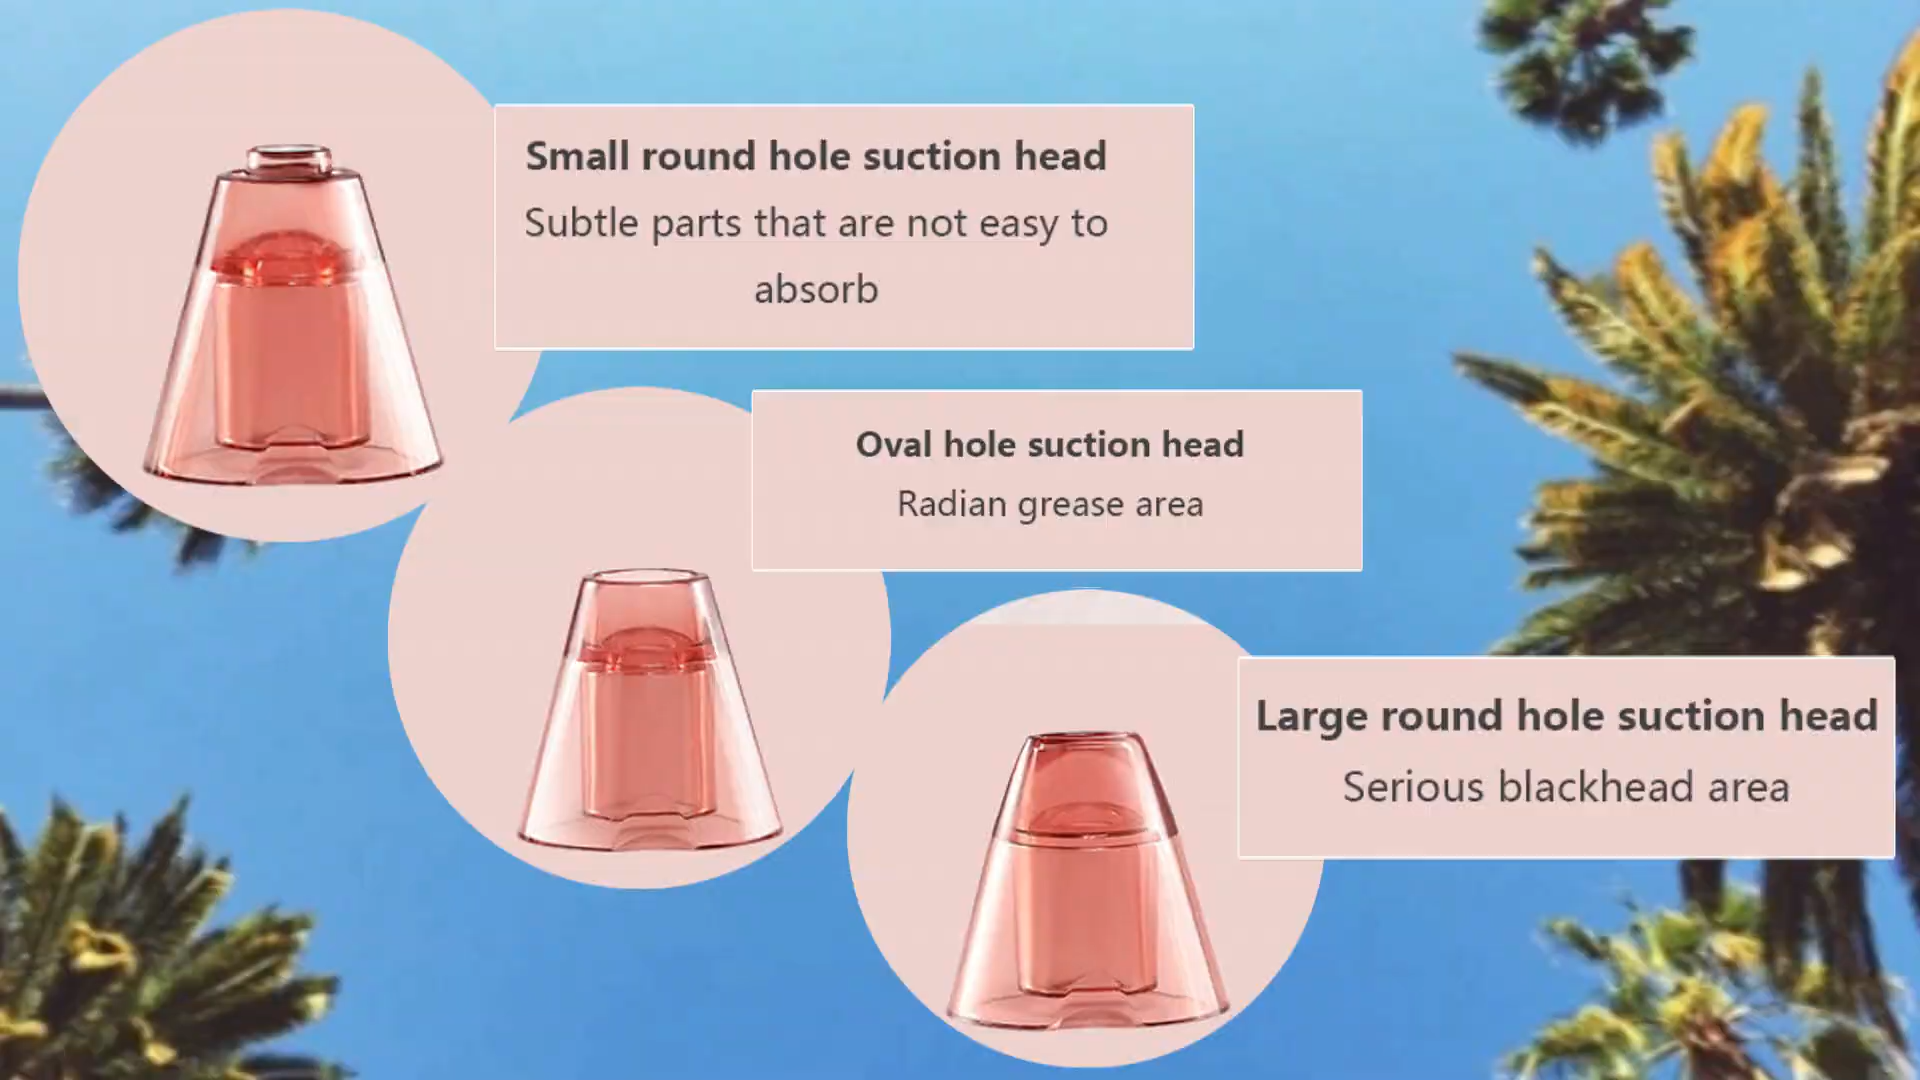 Small round hole suction head
Subtle parts that are not easy to
absorb
Oval hole suction head
Radian grease area
Large round hole suction head
Serious blackhead area